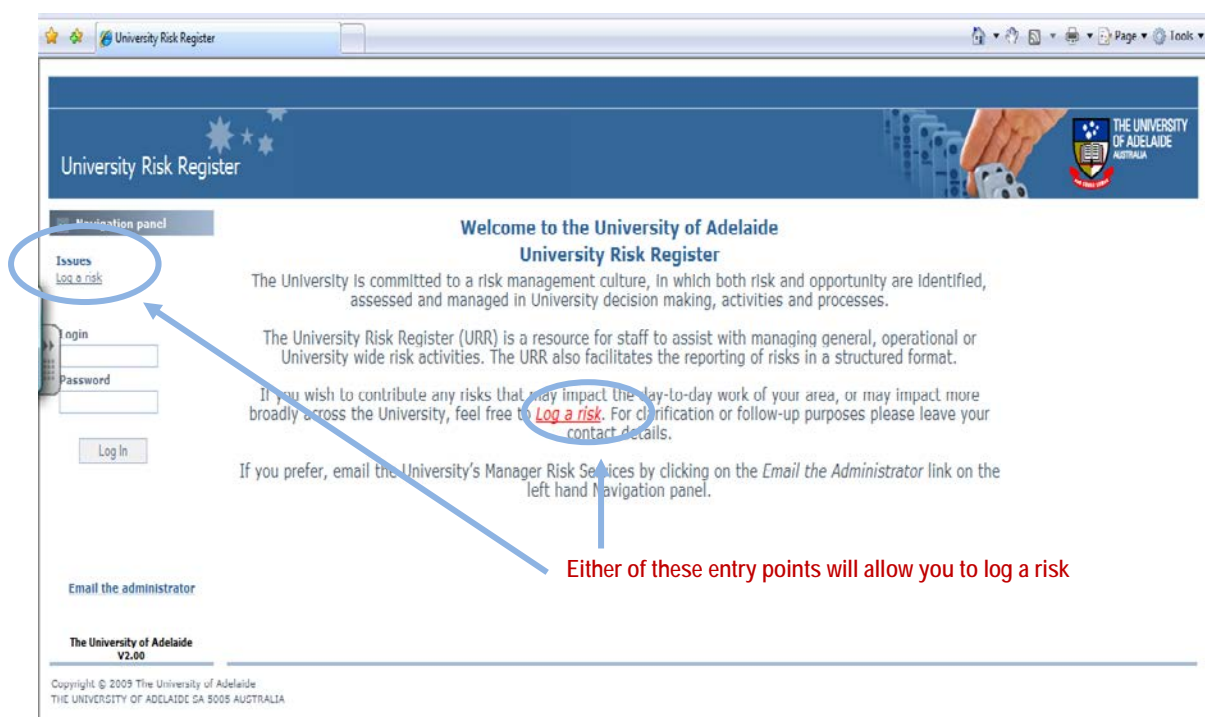 University Risk Register
Page
Tools
THE UNIVERSITY
OF ADELAIDE
AUSTRALIA
University Risk Register
Navigation panel
Welcome to the University of Adelaide
University Risk Register
Issues
Log a risk
The University is committed to a risk management culture, in which both risk and opportunity are identified,
assessed and managed in University decision making, activities and processes.
Login
The University Risk Register (URR) is a resource for staff to assist with managing general, operational or
University wide risk activities. The URR also facilitates the reporting of risks in a structured format.
Password
If you wish to contribute any risks that may impact the day-to-day work of your area, or may impact more
broadly across the University, feel free to Log a risk. For clarification or follow-up purposes please leave your
contact details.
Log In
If you prefer, email the University's Manager Risk Services by clicking on the Email the Administrator link on the
left hand Navigation panel.
Either of these entry points will allow you to log a risk
Email the administrator
The University of Adelaide
V2.00
Copyright © 2009 The University of Adelaide
THE UNIVERSITY OF ADELAIDE SA 5005 AUSTRALIA